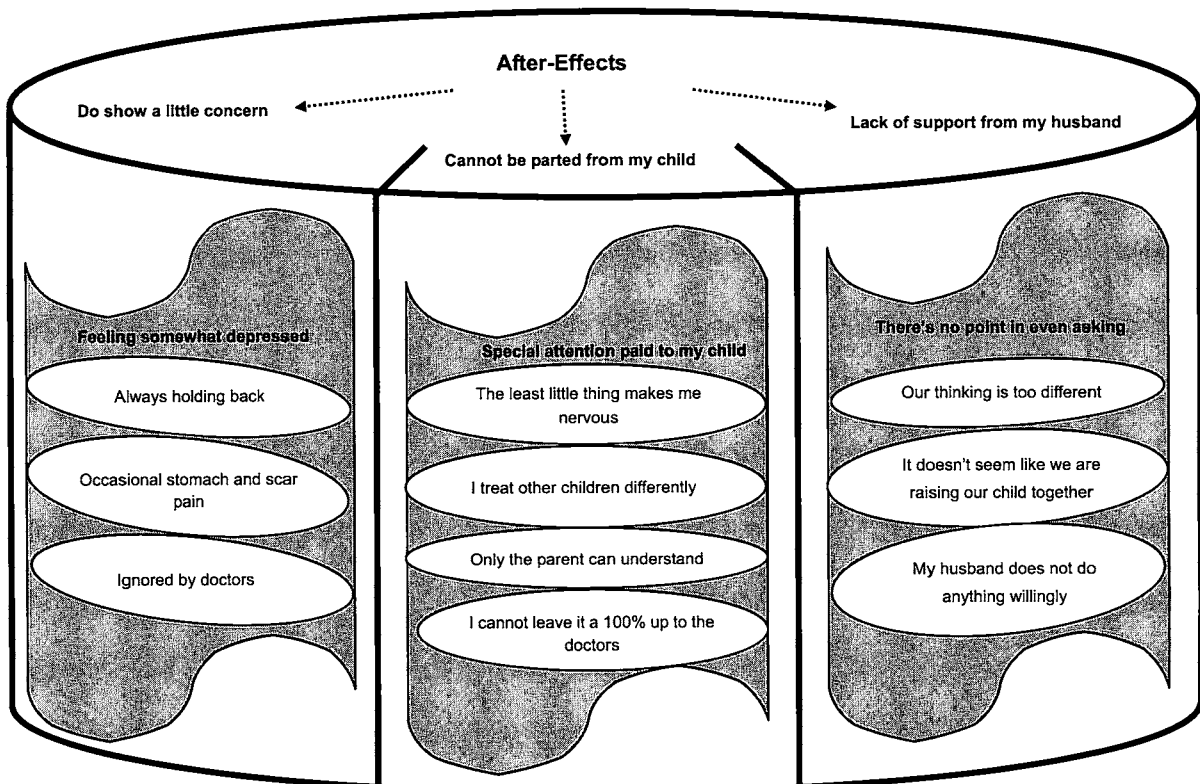 After-Effects
Do show a little concern
Cannot be parted from my child
Lack of support from my husband
Feeling somewhat depressed
Always holding back
Occasional stomach and scar
pain
Ignored by doctors
Special attention paid to my child
The least little thing makes me
nervous
I treat other children differently
Only the parent can understand
I cannot leave it a 100% up to the
doctors
There's no point in even asking
Our thinking is too different
It doesn't seem like we are
raising our child together
My husband does not do
anything willingly